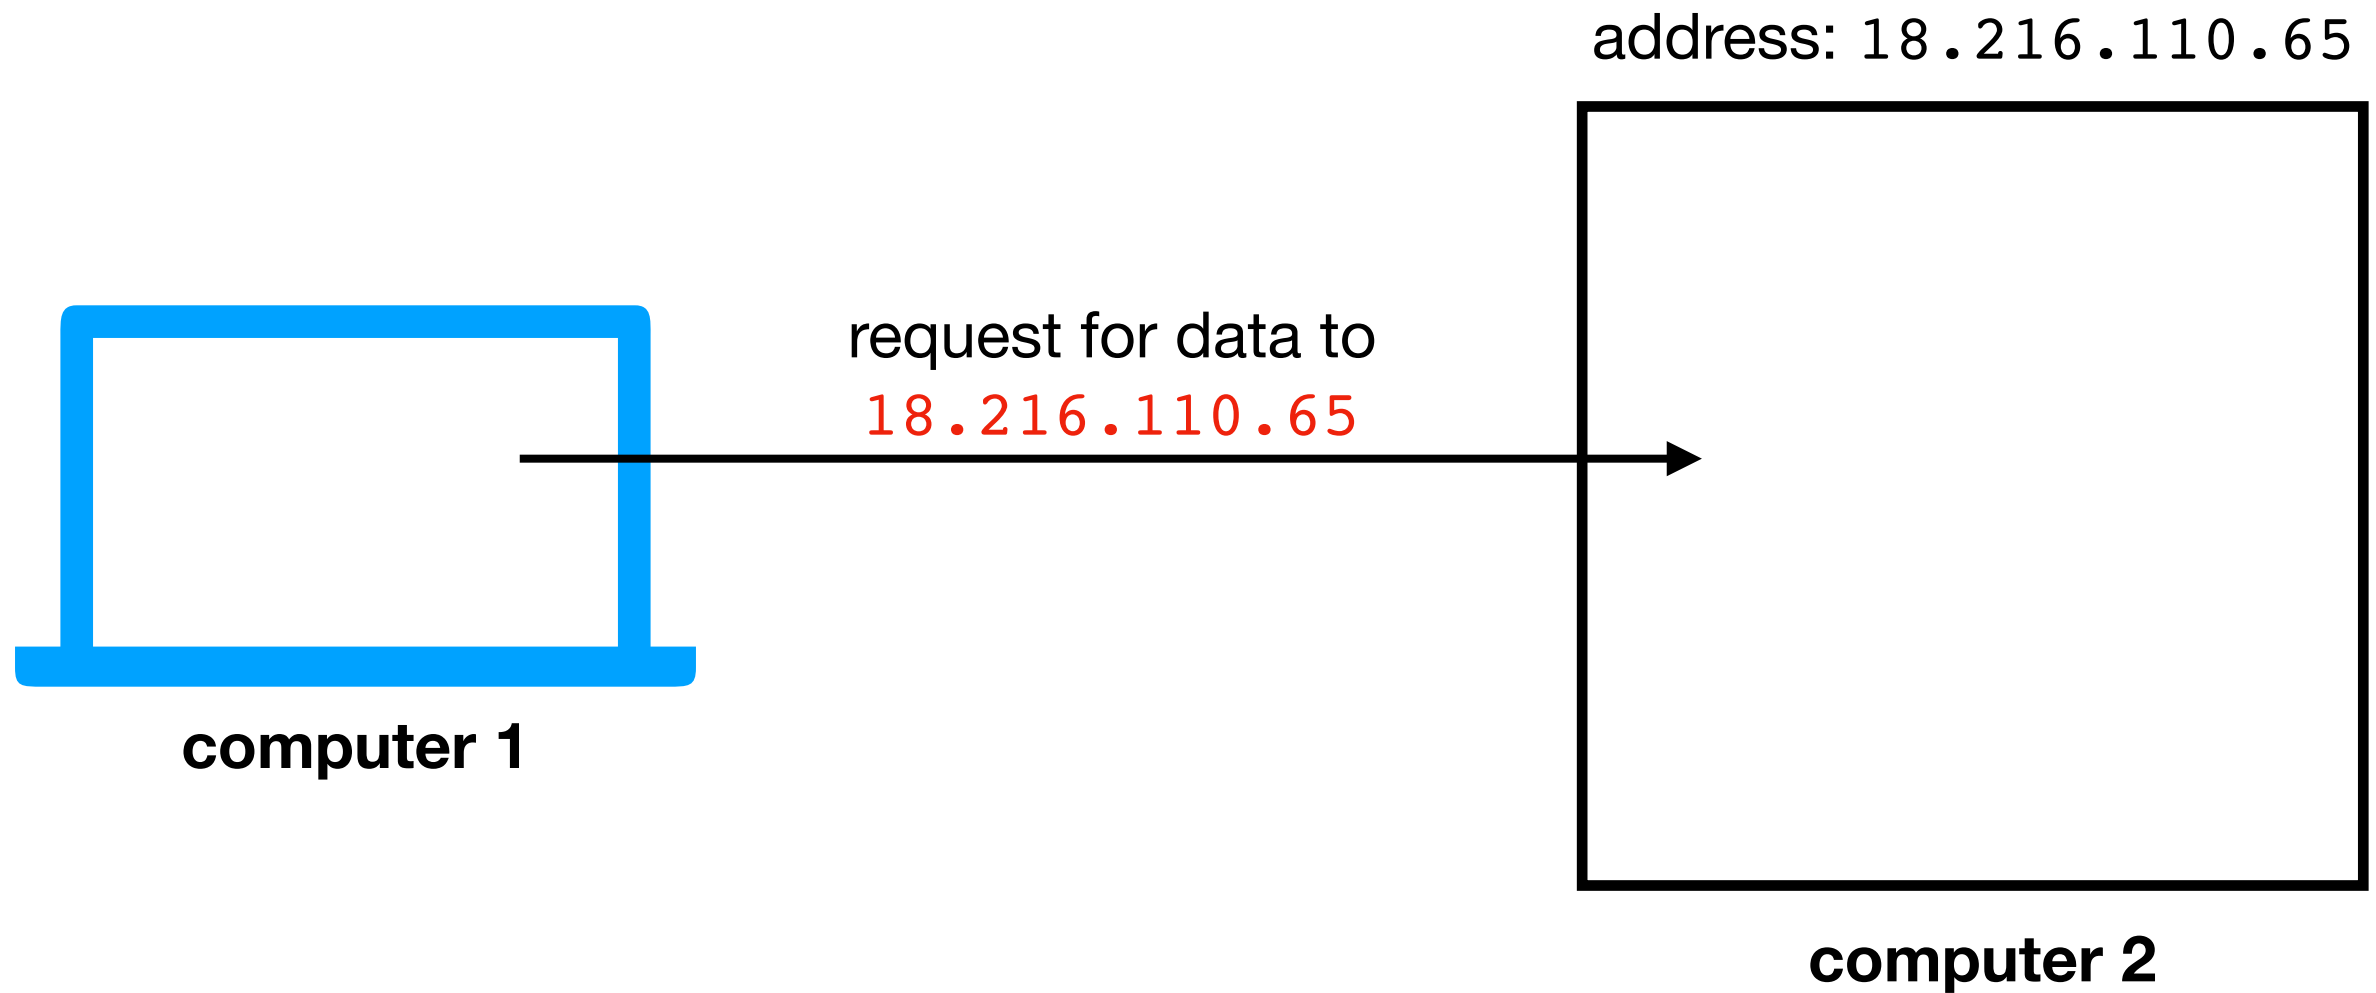 address: 18.216.110.65
request for data to
18.216.110.65
computer 1
computer 2